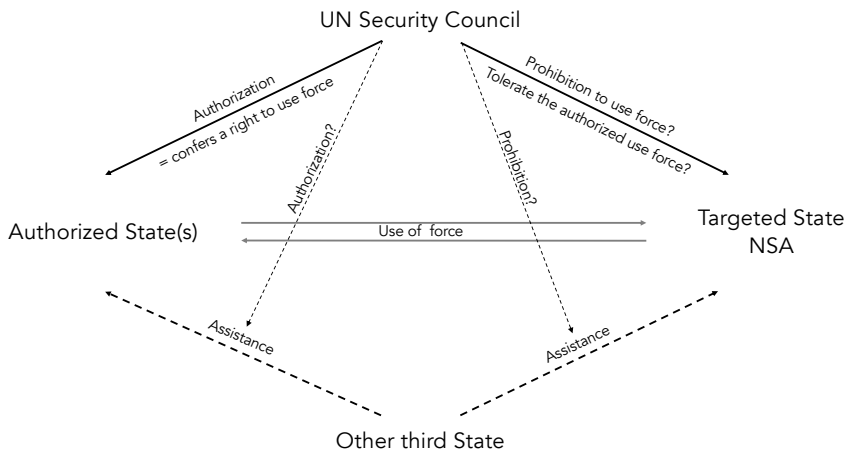 UN Security Council
Authorization
= confers a right to use force
Authorization?
Prohibition to use force?
Tolerate the authorized use force?
Prohibition?
Authorized State(s)
Use of force
Targeted State
NSA
Assistance
Assistance
Other third State